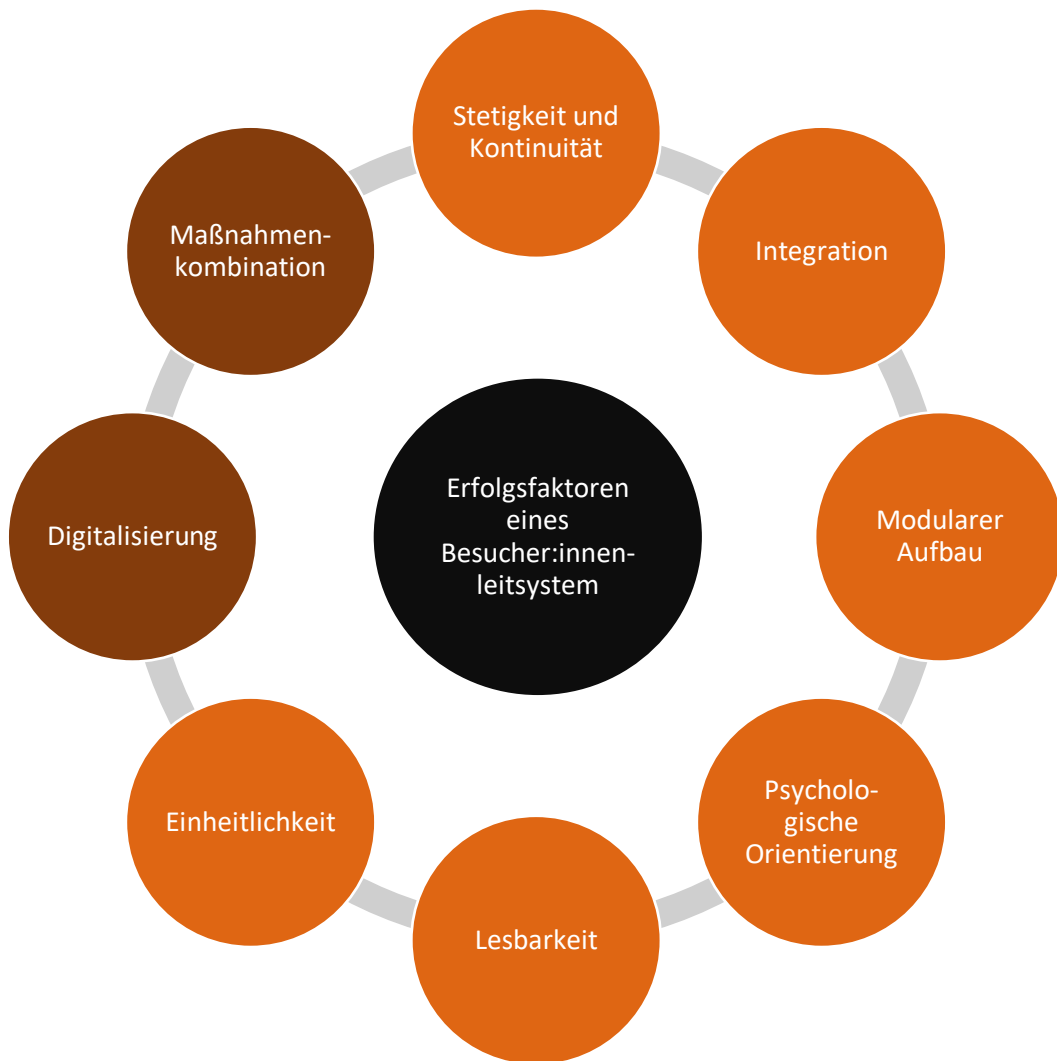 Stetigkeit und
Kontinuität
Integration
Modularer
Aufbau
Psycholo-
gische
Orientierung
Lesbarkeit
Einheitlichkeit
Digitalisierung
Maßnahmen-
kombination
Erfolgsfaktoren
eines
Besucher:innen-
leitsystem